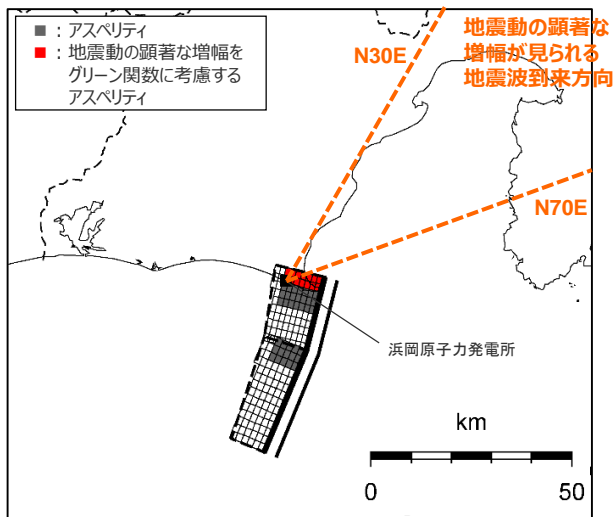 ■ : アスペリティ
■ : 地震動の顕著な増幅を
グリーン関数に考慮する
アスペリティ
地震動の顕著な
増幅が見られる
地震波到来方向
N30E
N70E
浜岡原子力発電所
km
0 50